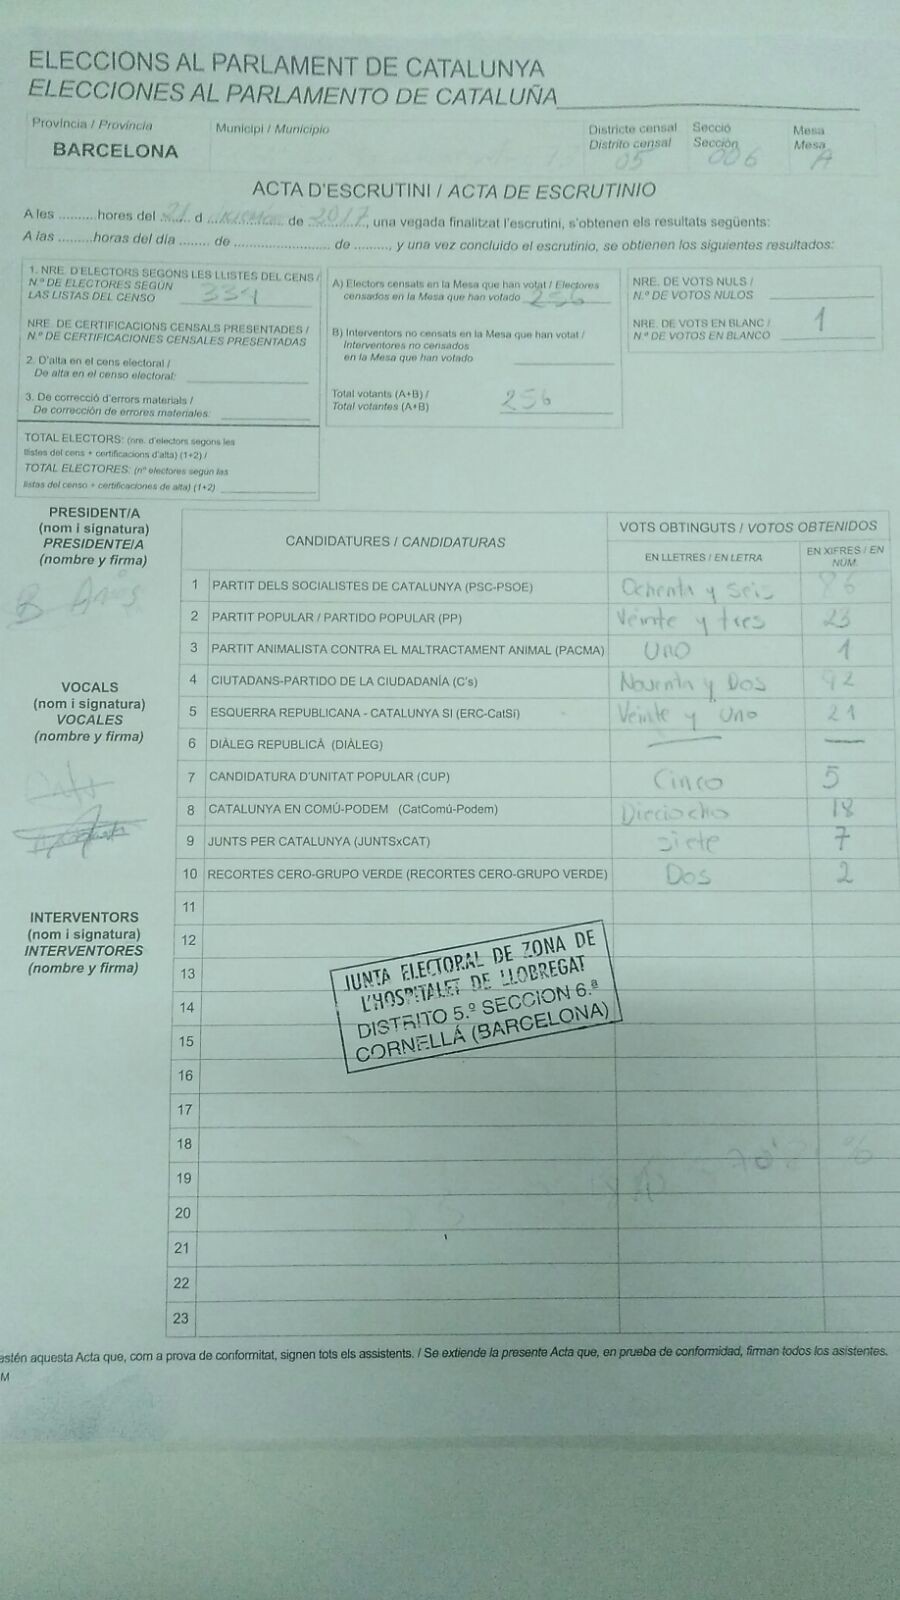 ELECCIONS AL PARLAMENT DE CATALUNYA
ELECCIONES AL PARLAMENTO DE CATALUÑA
Província / Provincia
BARCELONA
Municipi / Municipio
Districte censal
Distrito censal
05
Secció
Sección
006
Mesa
Mesa
A
ACTA D'ESCRUTINI / ACTA DE ESCRUTINIO
A les ..........hores del 21 d ............ de 2017, una vegada finalitzat l'escrutini, s'obtenen els resultats següents:
A las .........horas del día ........ de ........................ de ........., y una vez concluido el escrutinio, se obtienen los siguientes resultados:
1. NRE. D'ELECTORS SEGONS LES LLISTES DEL CENS /
N.º DE ELECTORES SEGÚN
LAS LISTAS DEL CENSO 334
NRE. DE CERTIFICACIONS CENSALS PRESENTADES /
N.º DE CERTIFICACIONES CENSALES PRESENTADAS
2. D'alta en el cens electoral /
De alta en el censo electoral:
3. De correcció d'errors materials /
De corrección de errores materiales:
TOTAL ELECTORS: (nre. d'electors segons les
llistes del cens + certificacions d'alta) (1+2) /
TOTAL ELECTORES: (nº electores según las
listas del censo + certificaciones de alta) (1+2)
A) Electors censats en la Mesa que han votat / Electores
censados en la Mesa que han votado 256
B) Interventors no censats en la Mesa que han votat /
Interventores no censados
en la Mesa que han votado
Total votants (A+B) /
Total votantes (A+B) 256
NRE. DE VOTS NULS /
N.º DE VOTOS NULOS
NRE. DE VOTS EN BLANC /
N.º DE VOTOS EN BLANCO 1
PRESIDENT/A
(nom i signatura)
PRESIDENTE/A
(nombre y firma)
VOCALS
(nom i signatura)
VOCALES
(nombre y firma)
INTERVENTORS
(nom i signatura)
INTERVENTORES
(nombre y firma)
CANDIDATURES / CANDIDATURAS
VOTS OBTINGUTS / VOTOS OBTENIDOS
EN LLETRES / EN LETRA
EN XIFRES / EN
NÚM.
1 PARTIT DELS SOCIALISTES DE CATALUNYA (PSC-PSOE) Ochenta y Seis 86
2 PARTIT POPULAR / PARTIDO POPULAR (PP) Veinte y tres 23
3 PARTIT ANIMALISTA CONTRA EL MALTRACTAMENT ANIMAL (PACMA) UNO 1
4 CIUTADANS-PARTIDO DE LA CIUDADANÍA (C's) Noventa y Dos 92
5 ESQUERRA REPUBLICANA - CATALUNYA SI (ERC-CatSí) Veinte y Uno 21
6 DIÀLEG REPUBLICÀ (DIÀLEG)
7 CANDIDATURA D'UNITAT POPULAR (CUP) Cinco 5
8 CATALUNYA EN COMÚ-PODEM (CatComú-Podem) Dieciocho 18
9 JUNTS PER CATALUNYA (JUNTSxCAT) Siete 7
10 RECORTES CERO-GRUPO VERDE (RECORTES CERO-GRUPO VERDE) Dos 2
11
12
13
14
15
16
17
18
19
20
21
22
23
JUNTA ELECTORAL DE ZONA DE
L'HOSPITALET DE LLOBREGAT
DISTRITO 5.º SECCION 6.ª
CORNELLÁ (BARCELONA)
estén aquesta Acta que, com a prova de conformitat, signen tots els assistents. / Se extiende la presente Acta que, en prueba de conformidad, firman todos los asistentes.
M